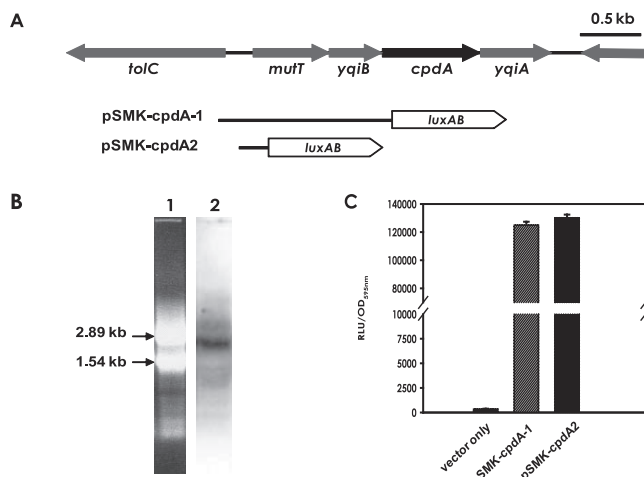 A
0.5 kb
tolC
mutT
yqiB
cpdA
yqiA
pSMK-cpdA-1
luxAB
pSMK-cpdA2
luxAB
B
1
2
2.89 kb
1.54 kb
C
140000
120000
100000
80000
60000
10000
7500
5000
2500
0
RLU/OD595nm
vector only
SMK-cpdA-1
pSMK-cpdA2